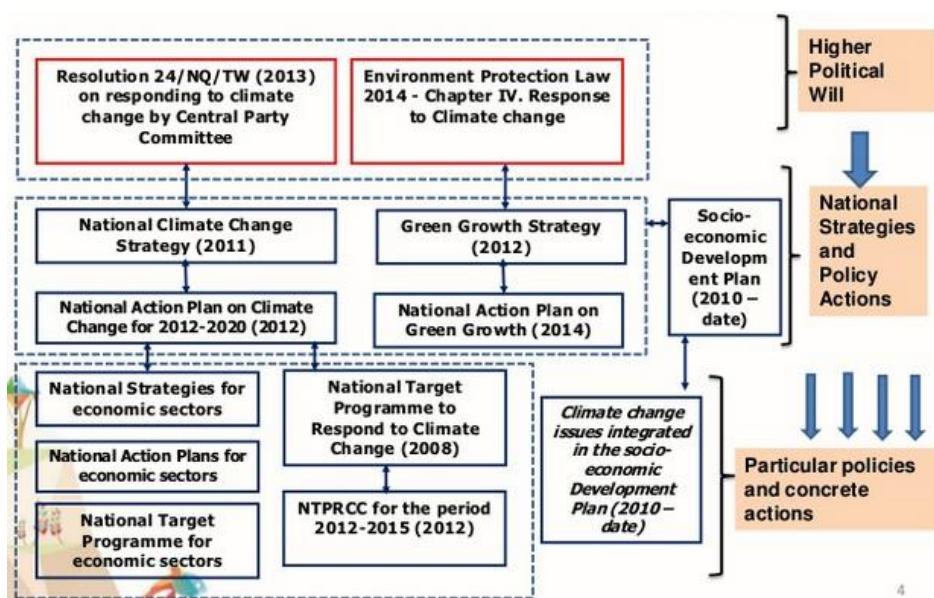 Resolution 24/NQ/TW (2013)
on responding to climate
change by Central Party
Committee
Environment Protection Law
2014 - Chapter IV. Response
to Climate change
Higher
Political
Will
National Climate Change
Strategy (2011)
Green Growth Strategy
(2012)
Socio-
economic
Developm
ent Plan
(2010 –
date)
National
Strategies
and
Policy
Actions
National Action Plan on Climate
Change for 2012-2020 (2012)
National Action Plan on
Green Growth (2014)
National Strategies for
economic sectors
National Action Plans for
economic sectors
National Target
Programme for
economic sectors
National Target
Programme to
Respond to Climate
Change (2008)
NTPRCC for the period
2012-2015 (2012)
Climate change
issues integrated
in the socio-
economic
Development
Plan (2010 –
date)
Particular policies
and concrete
actions
4